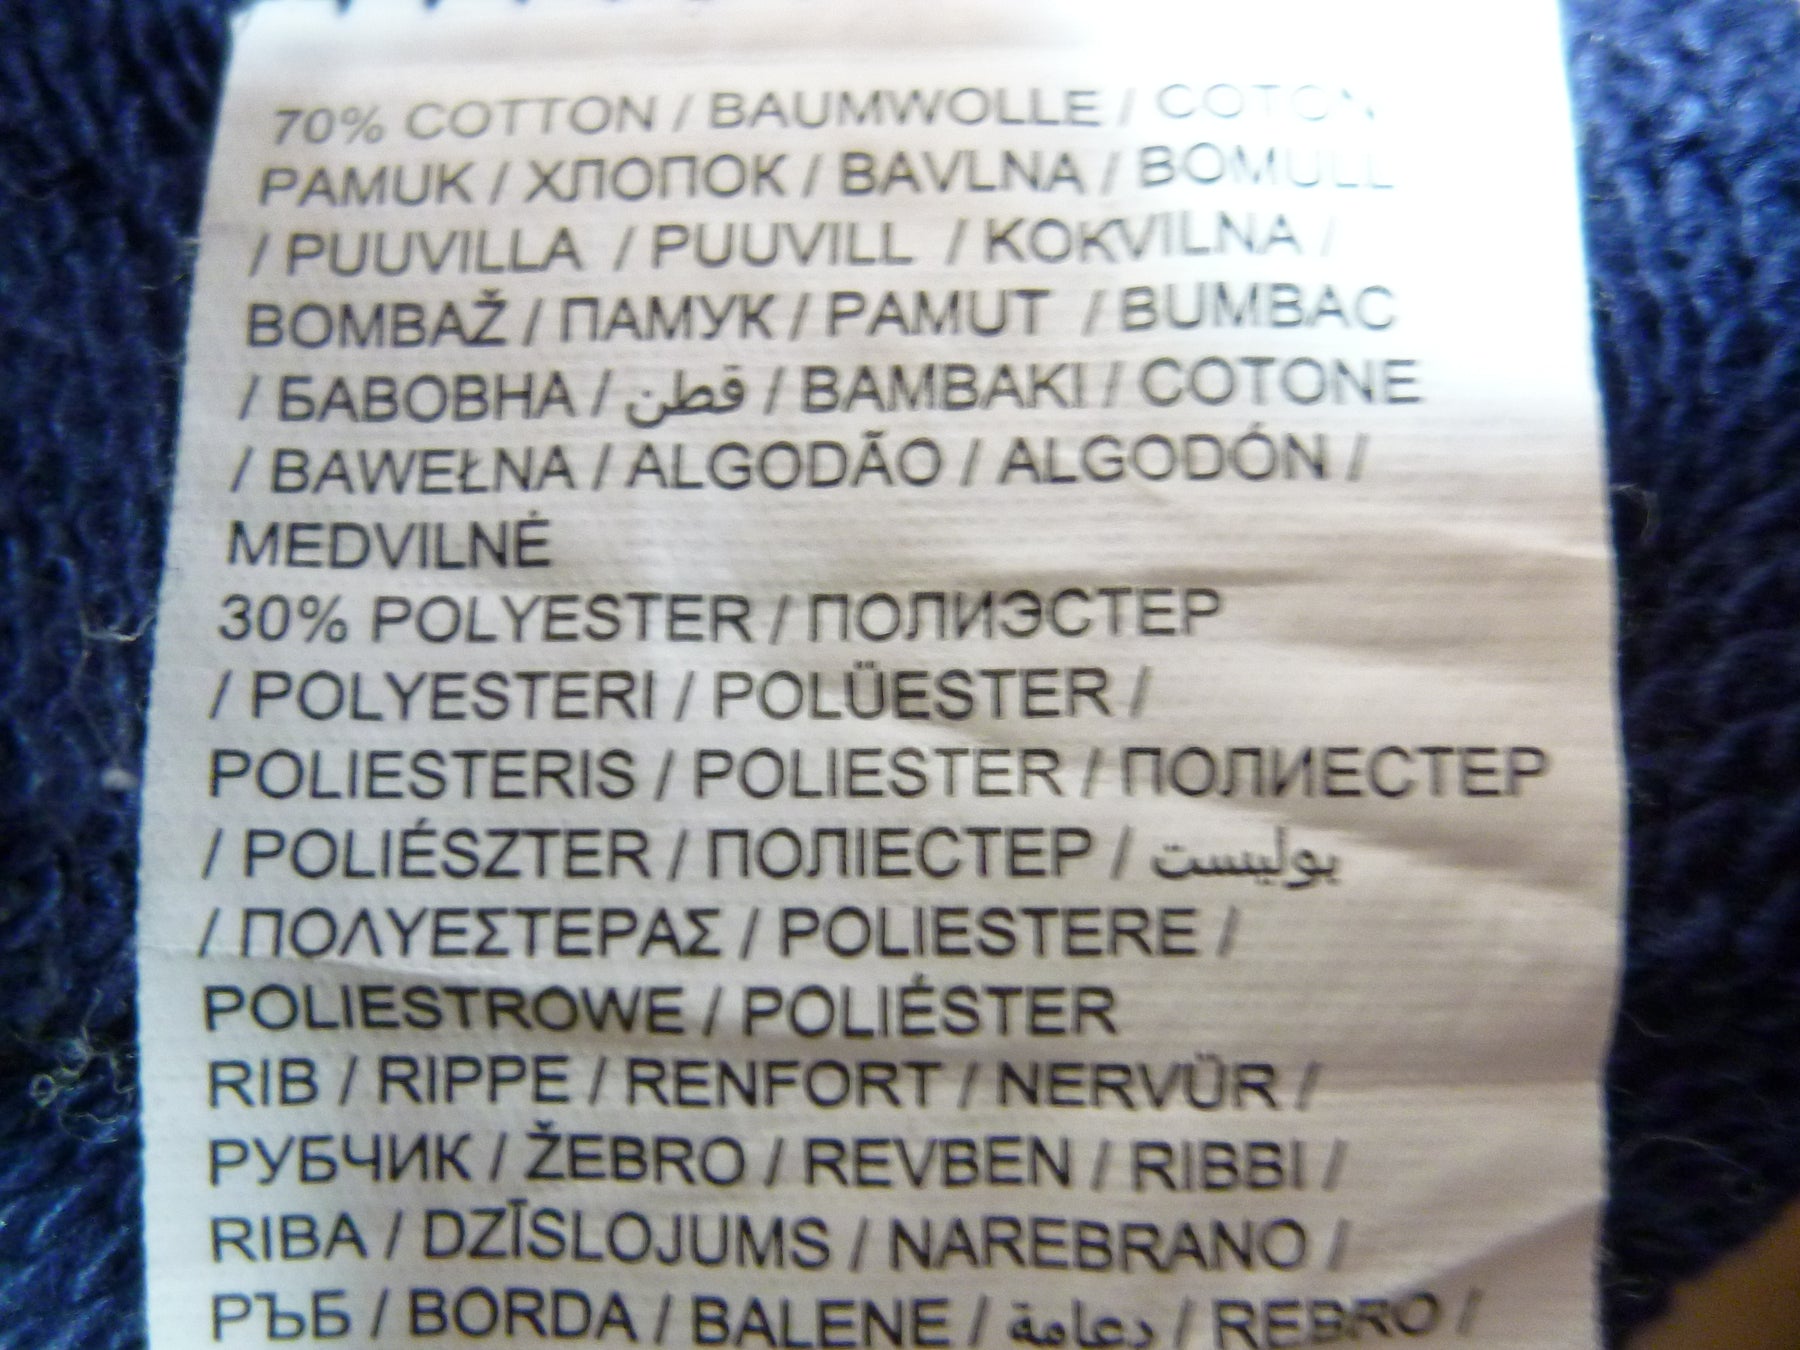 70% COTTON / BAUMWOLLE / COTON
PAMUK / ХЛОПОК / BAVLNA / BOMULL
/ PUUVILLA / PUUVILL / KOKVILNA /
BOMBAŽ / ПАМУК / PAMUT / BUMBAC
/ БАВОВНА / قطن / BAMBAKI / COTONE
/ BAWEŁNA / ALGODÃO / ALGODÓN /
MEDVILNĖ
30% POLYESTER / ПОЛИЭСТЕР
/ POLYESTERI / POLÜESTER /
POLIESTERIS / POLIESTER / ПОЛИЕСТЕР
/ POLIÉSZTER / ПОЛІЕСТЕР / بوليست
/ ΠΟΛΥΕΣΤΕΡΑΣ / POLIESTERE /
POLIESTROWE / POLIÉSTER
RIB / RIPPE / RENFORT / NERVÜR /
РУБЧИК / ŽEBRO / REVBEN / RIBBI /
RIBA / DZĪSLOJUMS / NAREBRANO /
РЪБ / BORDA / BALENE / دعامة / REBRO /